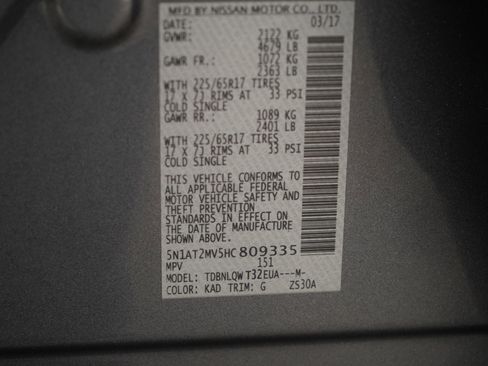 MFD BY NISSAN MOTOR CO., LTD.
DATE: 03/17
GVWR: 2122 KG
4679 LB
GAWR FR.: 1072 KG
2363 LB
WITH 225/65R17 TIRES
17 X 7J RIMS AT 33 PSI
COLD SINGLE
GAWR RR.: 1089 KG
2401 LB
WITH 225/65R17 TIRES
17 X 7J RIMS AT 33 PSI
COLD SINGLE
THIS VEHICLE CONFORMS TO
ALL APPLICABLE FEDERAL
MOTOR VEHICLE SAFETY AND
THEFT PREVENTION
STANDARDS IN EFFECT ON
THE DATE OF MANUFACTURE
SHOWN ABOVE.
5N1AT2MV5HC809335
MPV 151
MODEL: TDBNLQWT32EUA---M-
COLOR: KAD TRIM: G ZS30A